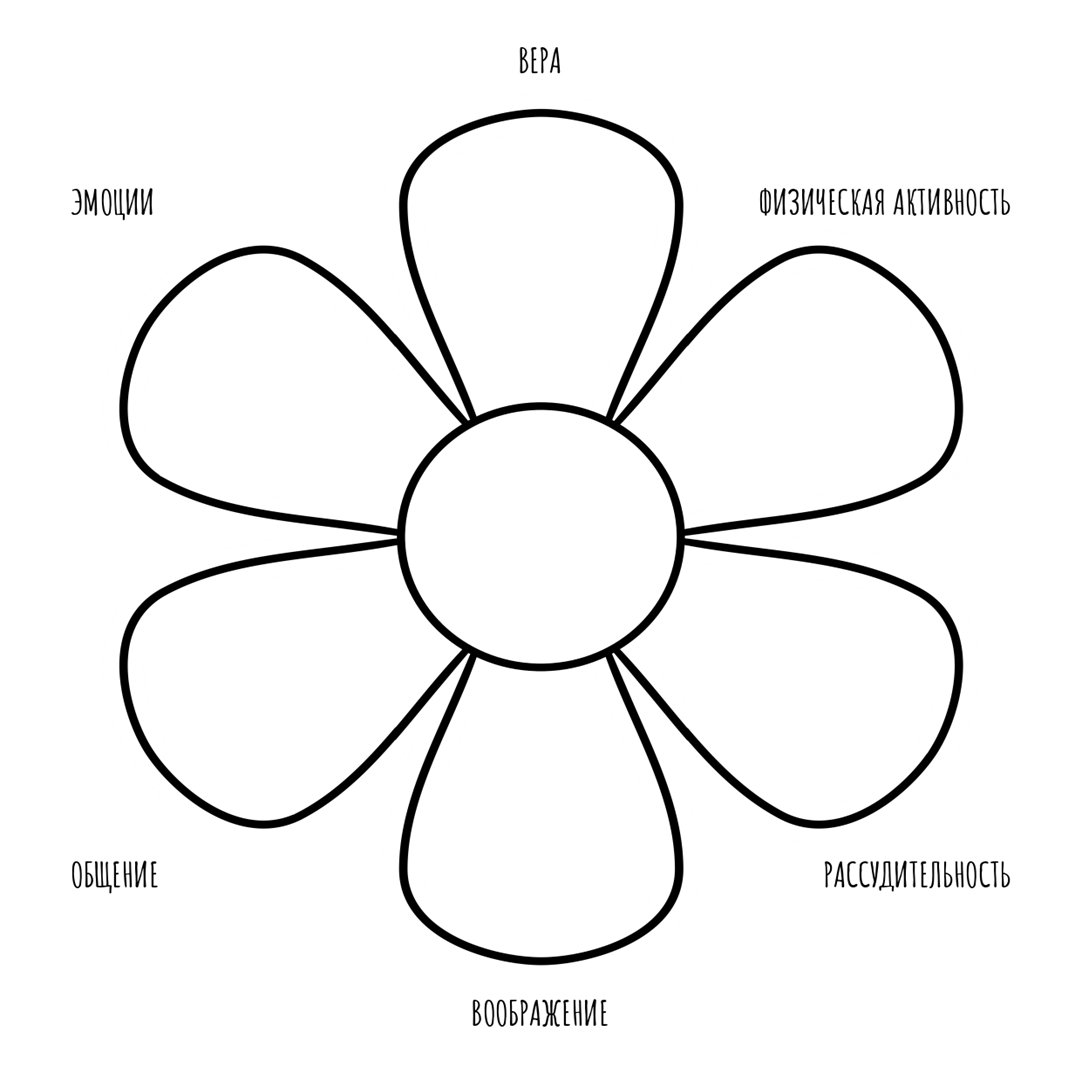 ВЕРА
ЭМОЦИИ
ФИЗИЧЕСКАЯ АКТИВНОСТЬ
ОБЩЕНИЕ
РАССУДИТЕЛЬНОСТЬ
ВООБРАЖЕНИЕ